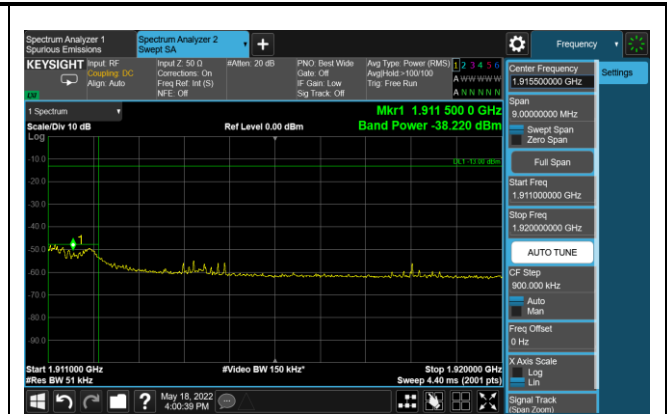 Spectrum Analyzer 1
Spurious Emissions
Spectrum Analyzer 2
Swept SA
+
Frequency
KEYSIGHT
Input: RF
Coupling: DC
Align: Auto
Input Z: 50 Ω
Corrections: On
Freq Ref: Int (S)
NFE: Off
#Atten: 20 dB
PNO: Best Wide
Gate: Off
IF Gain: Low
Sig Track: Off
Avg Type: Power (RMS)
Avg|Hold:>100/100
Trig: Free Run
1 2 3 4 5 6
A W W W W W
A N N N N N
LW
1 Spectrum
Scale/Div 10 dB
Log
Ref Level 0.00 dBm
Mkr1 1.911 500 0 GHz
Band Power -38.220 dBm
DL1 -13.00 dBm
1
-10.0
-20.0
-30.0
-40.0
-50.0
-60.0
-70.0
-80.0
-90.0
Start 1.911000 GHz
#Res BW 51 kHz
#Video BW 150 kHz*
Stop 1.920000 GHz
Sweep 4.40 ms (2001 pts)
May 18, 2022
4:00:39 PM
?
Center Frequency
1.915500000 GHz
Settings
Span
9.00000000 MHz
Swept Span
Zero Span
Full Span
Start Freq
1.911000000 GHz
Stop Freq
1.920000000 GHz
AUTO TUNE
CF Step
900.000 kHz
Auto
Man
Freq Offset
0 Hz
X Axis Scale
Log
Lin
Signal Track
(Span Zoom)